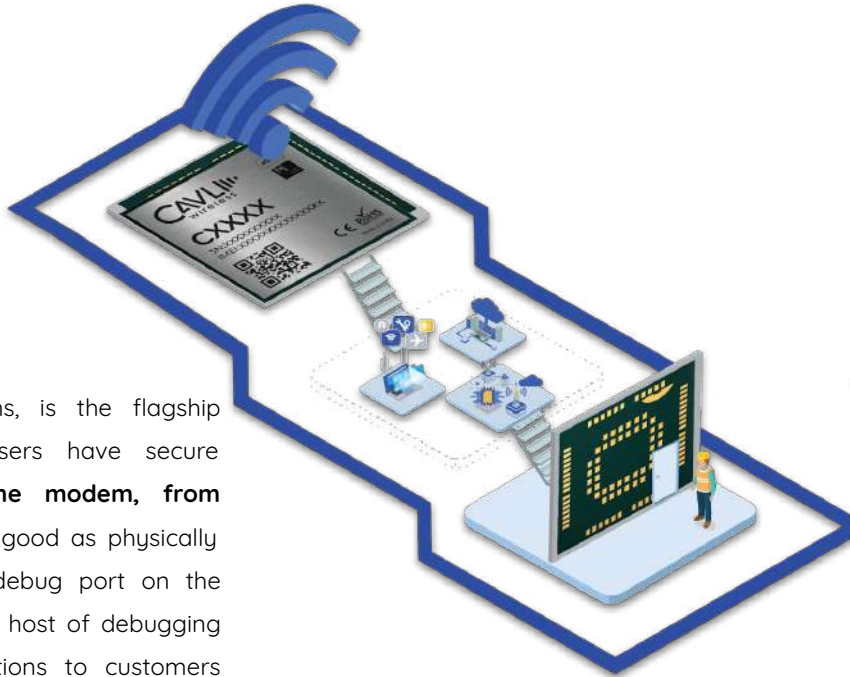 CAVLI
wireless
CXXXX
CE
ns, is the flagship
sers have secure
ne modem, from
good as physically
debug port on the
host of debugging
tions to customers